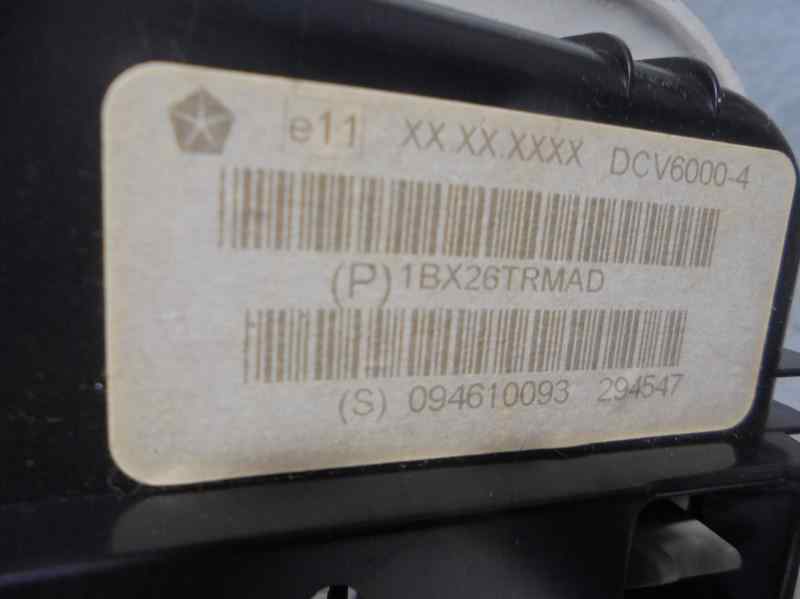 e11 XX.XX.XXXX DCV6000-4
(P) 1BX26TRMAD
(S) 094610093 294547